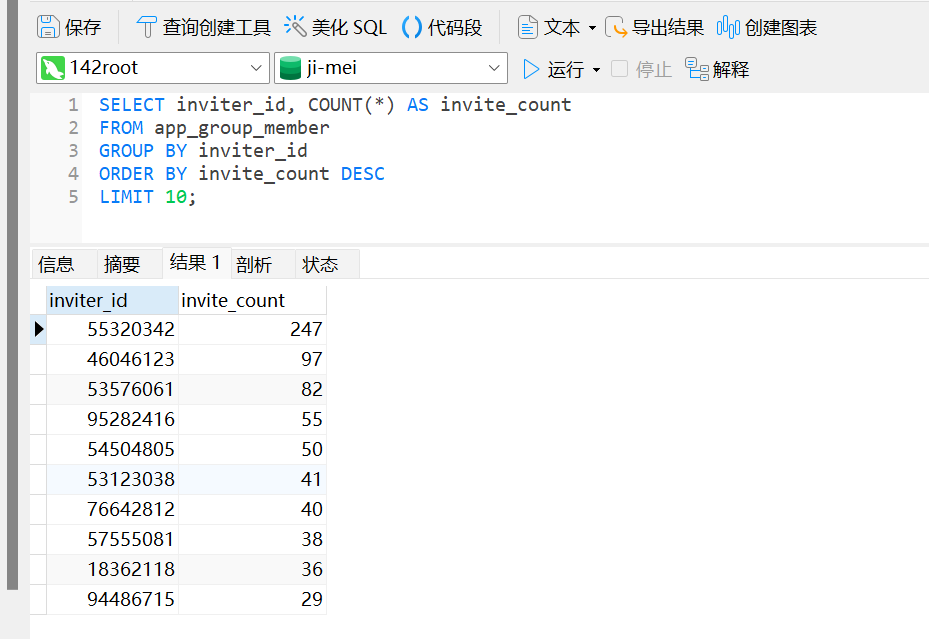 保存 查询创建工具 美化 SQL 代码段 文本 导出结果 创建图表
142root ji-mei 运行 停止 解释
1 SELECT inviter_id, COUNT(*) AS invite_count
2 FROM app_group_member
3 GROUP BY inviter_id
4 ORDER BY invite_count DESC
5 LIMIT 10;
信息 摘要 结果 1 剖析 状态
inviter_id invite_count
55320342 247
46046123 97
53576061 82
95282416 55
54504805 50
53123038 41
76642812 40
57555081 38
18362118 36
94486715 29